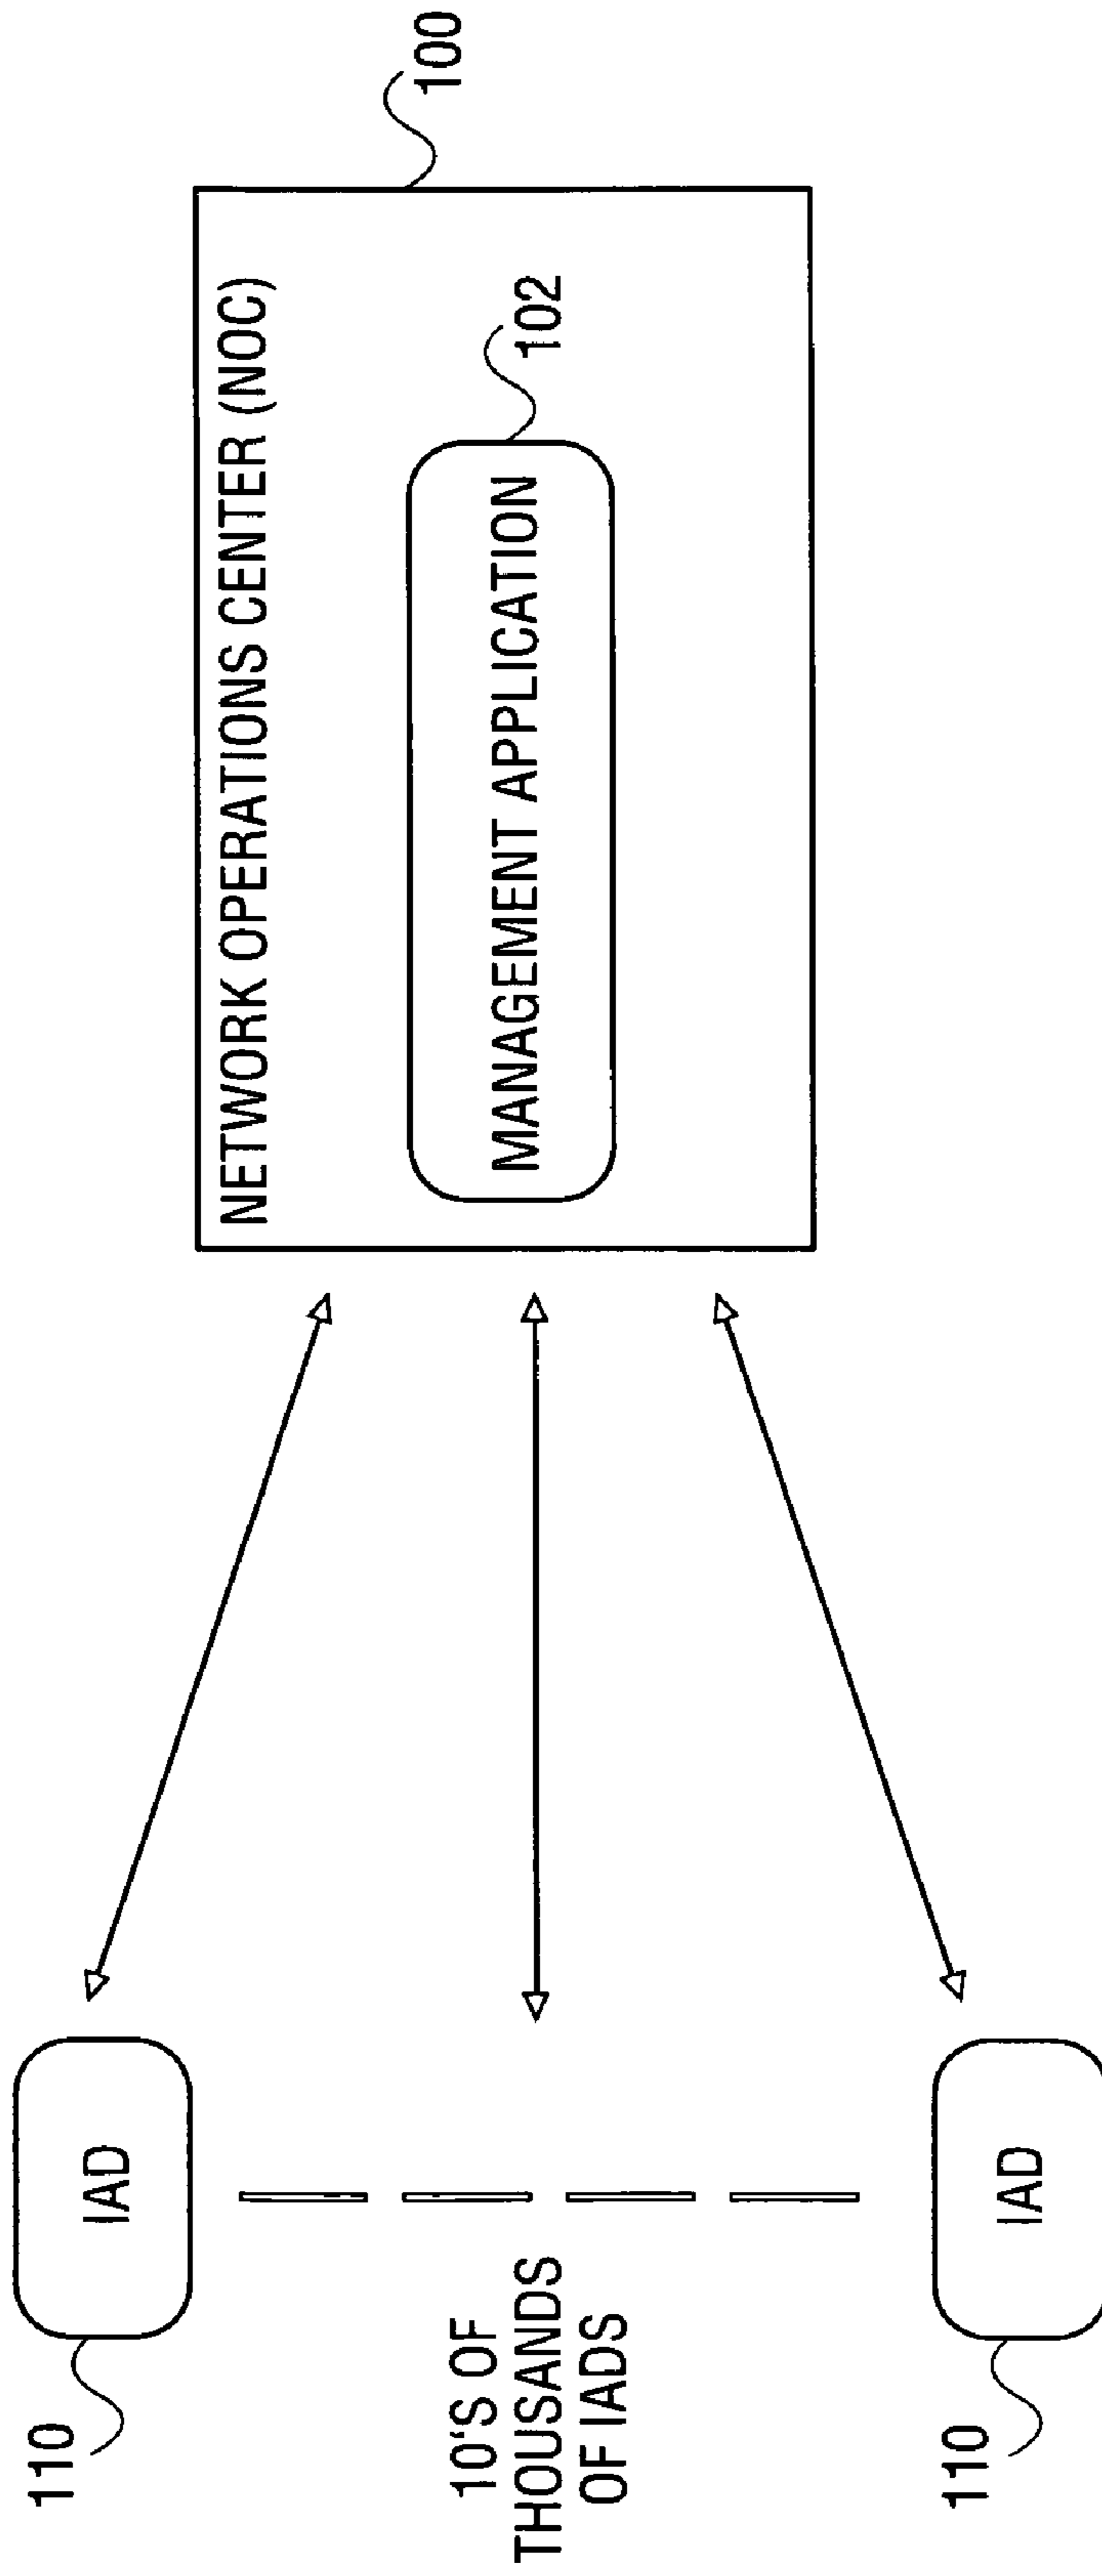 110
IAD
10'S OF
THOUSANDS
OF IADS
110
IAD
NETWORK OPERATIONS CENTER (NOC)
100
MANAGEMENT APPLICATION
102